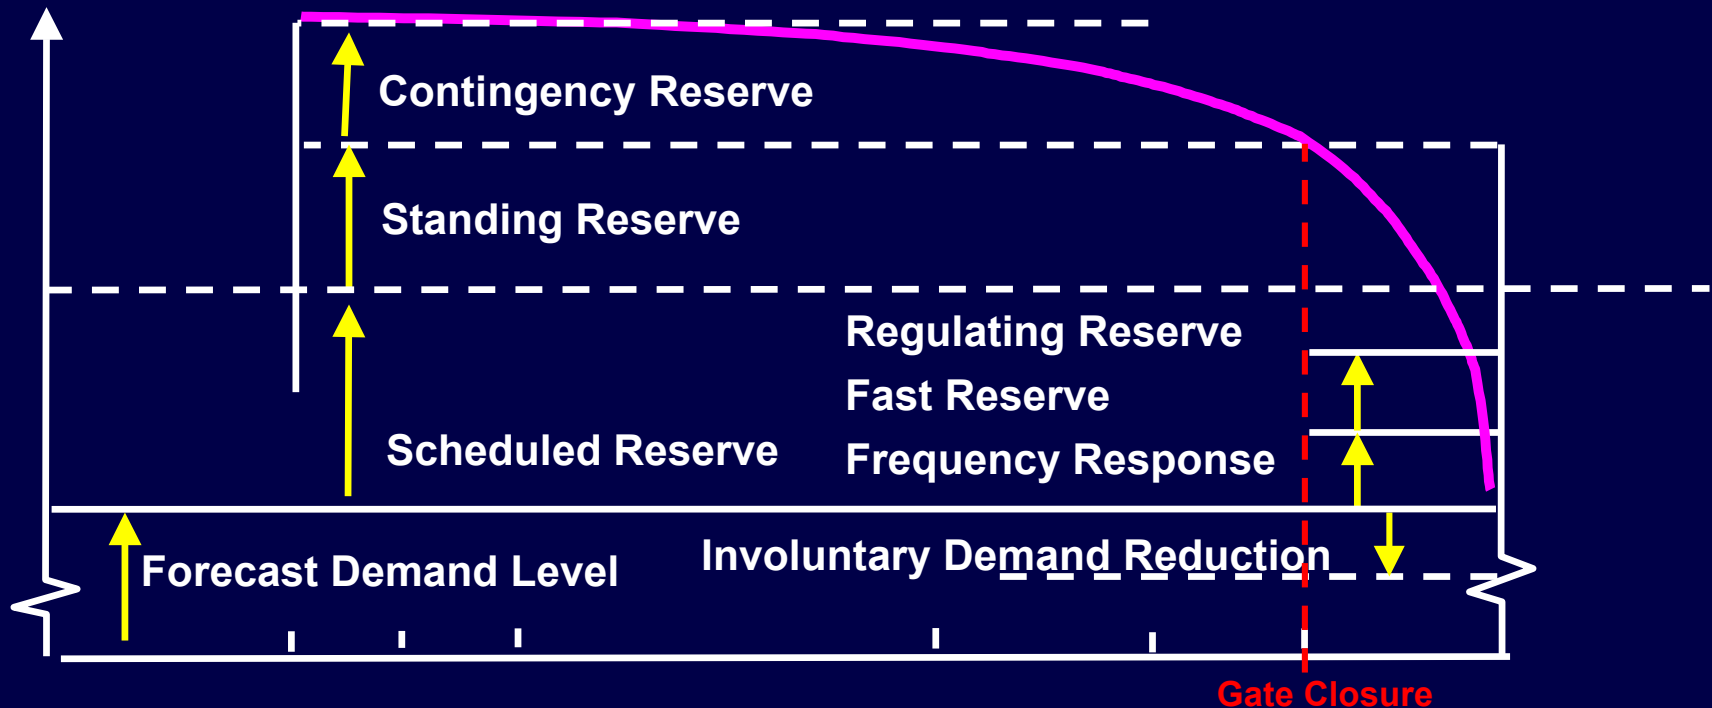 Contingency Reserve
Standing Reserve
Regulating Reserve
Fast Reserve
Scheduled Reserve
Frequency Response
Involuntary Demand Reduction
Forecast Demand Level
Gate Closure